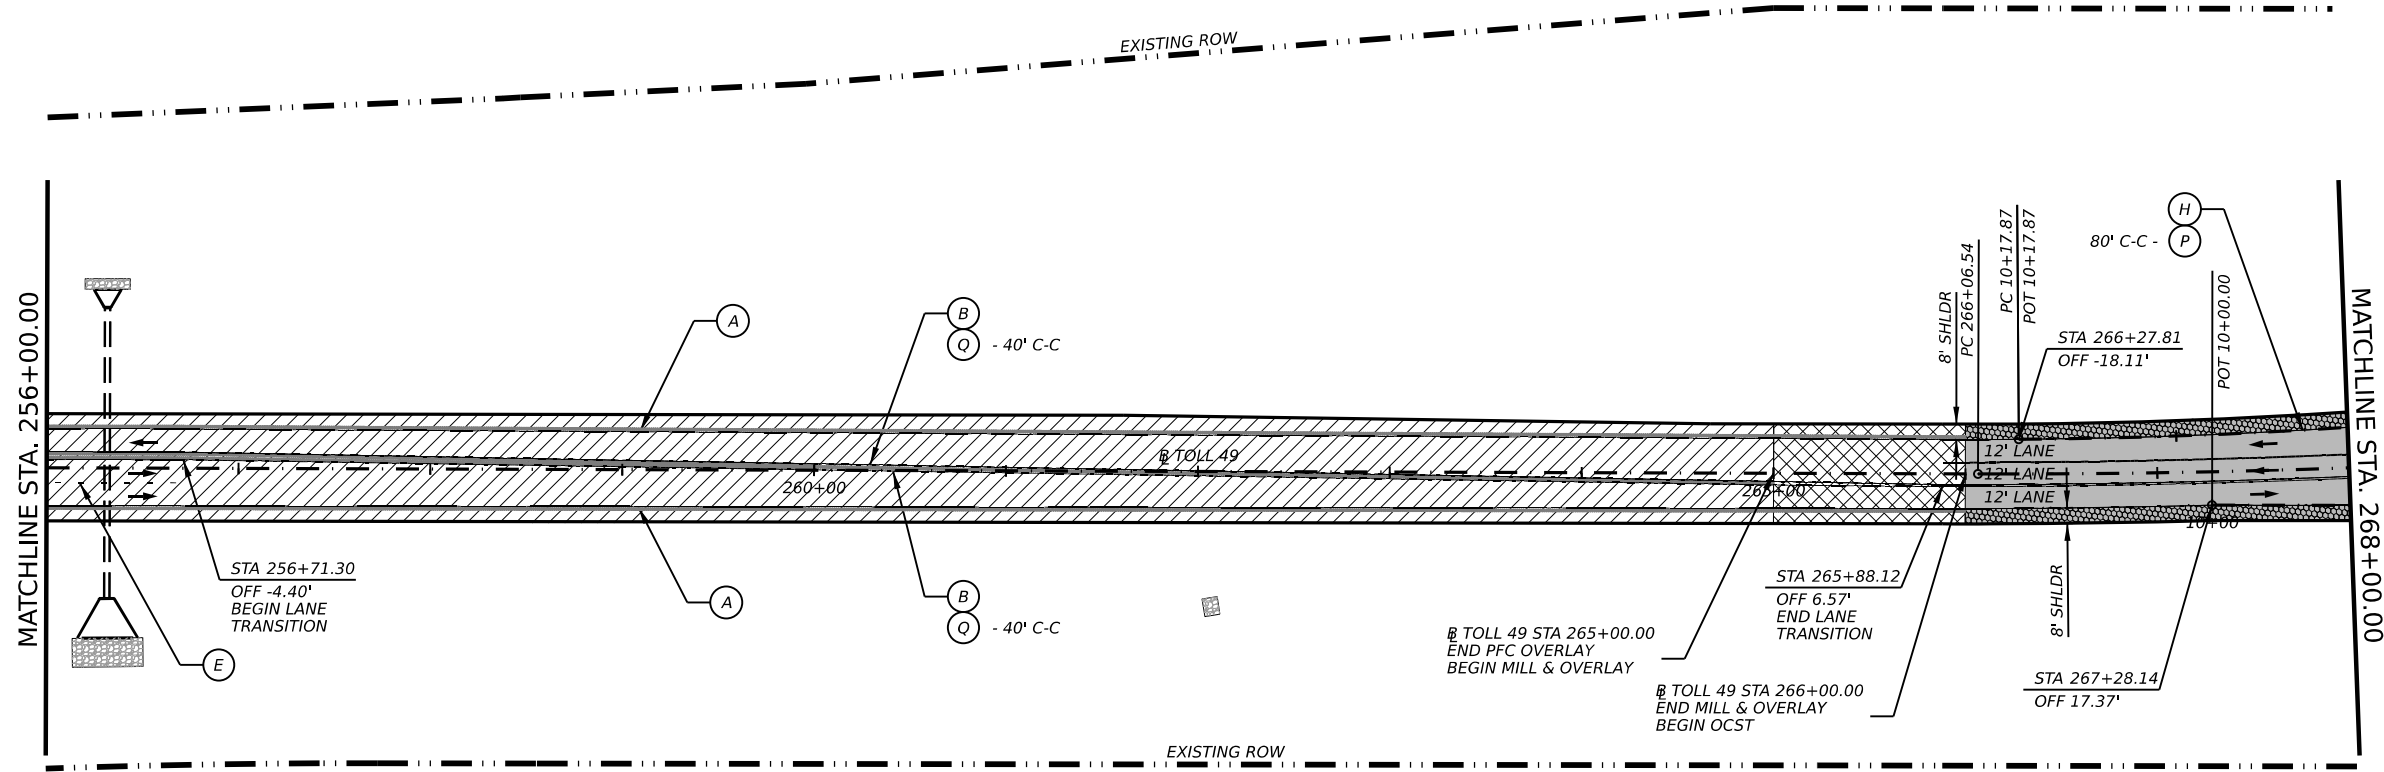 EXISTING ROW
MATCHLINE STA. 256+00.00
A
B
Q - 40' C-C
8' SHLDR
PC 266+06.54
PC 10+17.87
POT 10+17.87
H
80' C-C - P
POT 10+00.00
STA 266+27.81
OFF -18.11'
MATCHLINE STA. 268+00.00
℄ TOLL 49
260+00
265+00
12' LANE
12' LANE
12' LANE
10+00
STA 256+71.30
OFF -4.40'
BEGIN LANE
TRANSITION
E
A
B
Q - 40' C-C
℄ TOLL 49 STA 265+00.00
END PFC OVERLAY
BEGIN MILL & OVERLAY
STA 265+88.12
OFF 6.57'
END LANE
TRANSITION
℄ TOLL 49 STA 266+00.00
END MILL & OVERLAY
BEGIN OCST
8' SHLDR
STA 267+28.14
OFF 17.37'
EXISTING ROW